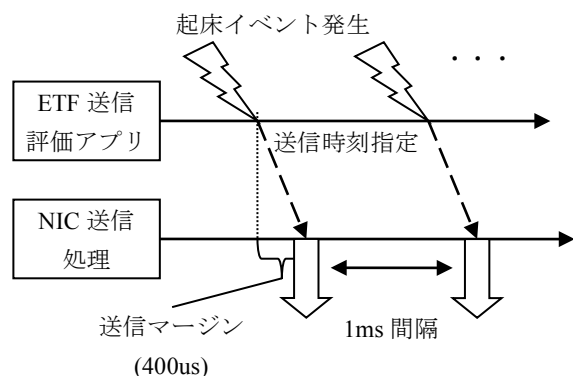 起床イベント発生
・・・
ETF 送信
評価アプリ
送信時刻指定
NIC 送信
処理
送信マージン
(400us)
1ms 間隔